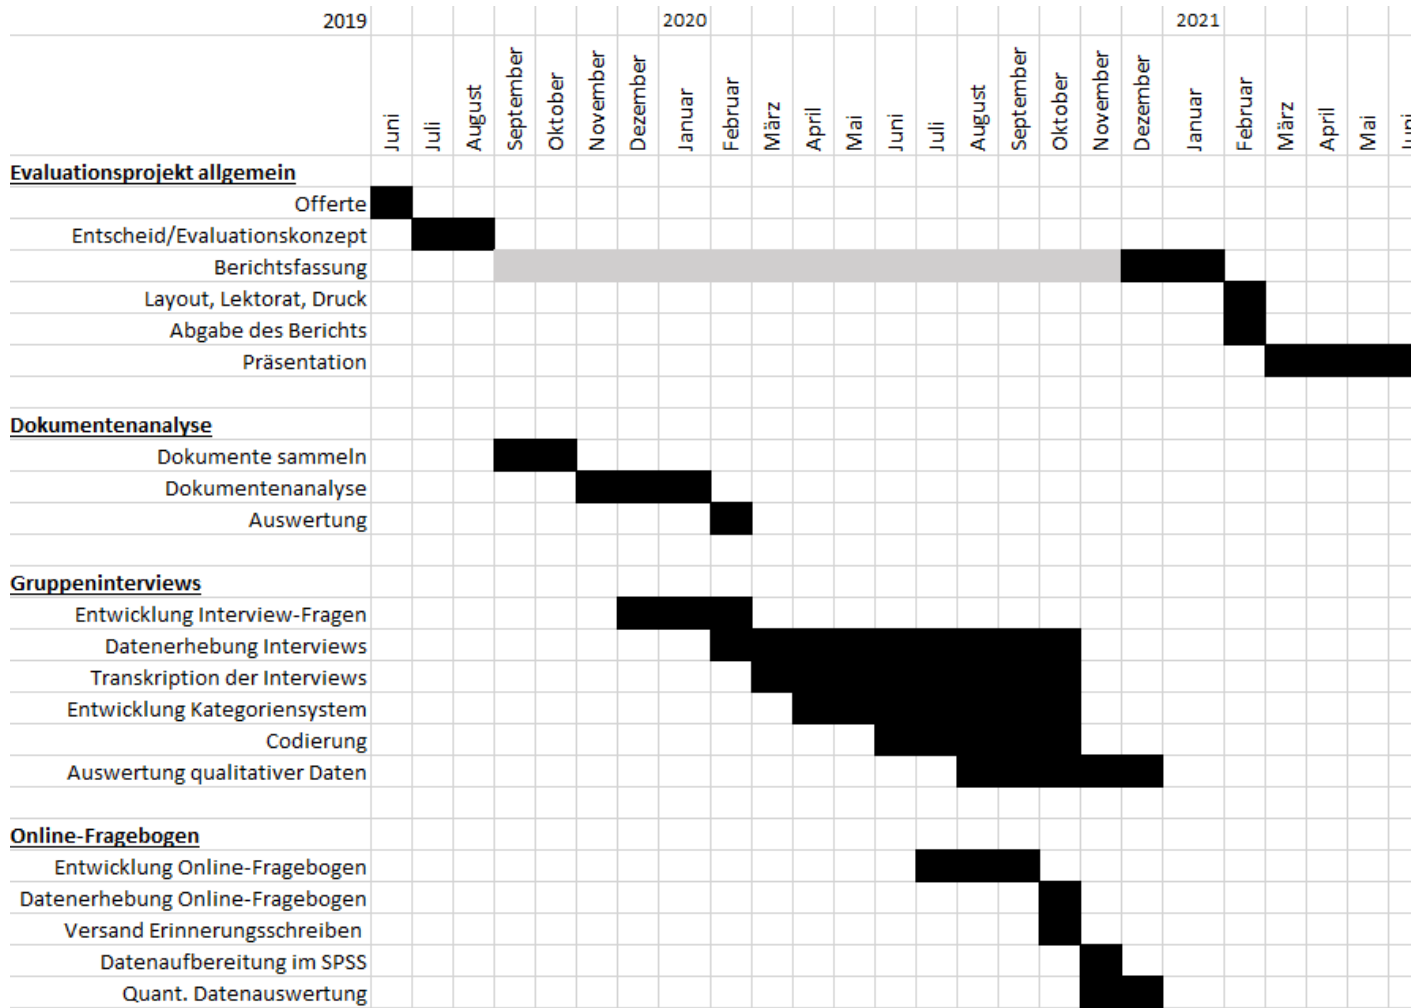 2019 2020 2021
Juni Juli August September Oktober November Dezember Januar Februar März April Mai Juni Juli August September Oktober November Dezember Januar Februar März April Mai Juni
Evaluationsprojekt allgemein
Offerte
Entscheid/Evaluationskonzept
Berichtsfassung
Layout, Lektorat, Druck
Abgabe des Berichts
Präsentation
Dokumentenanalyse
Dokumente sammeln
Dokumentenanalyse
Auswertung
Gruppeninterviews
Entwicklung Interview-Fragen
Datenerhebung Interviews
Transkription der Interviews
Entwicklung Kategoriensystem
Codierung
Auswertung qualitativer Daten
Online-Fragebogen
Entwicklung Online-Fragebogen
Datenerhebung Online-Fragebogen
Versand Erinnerungsschreiben
Datenaufbereitung im SPSS
Quant. Datenauswertung